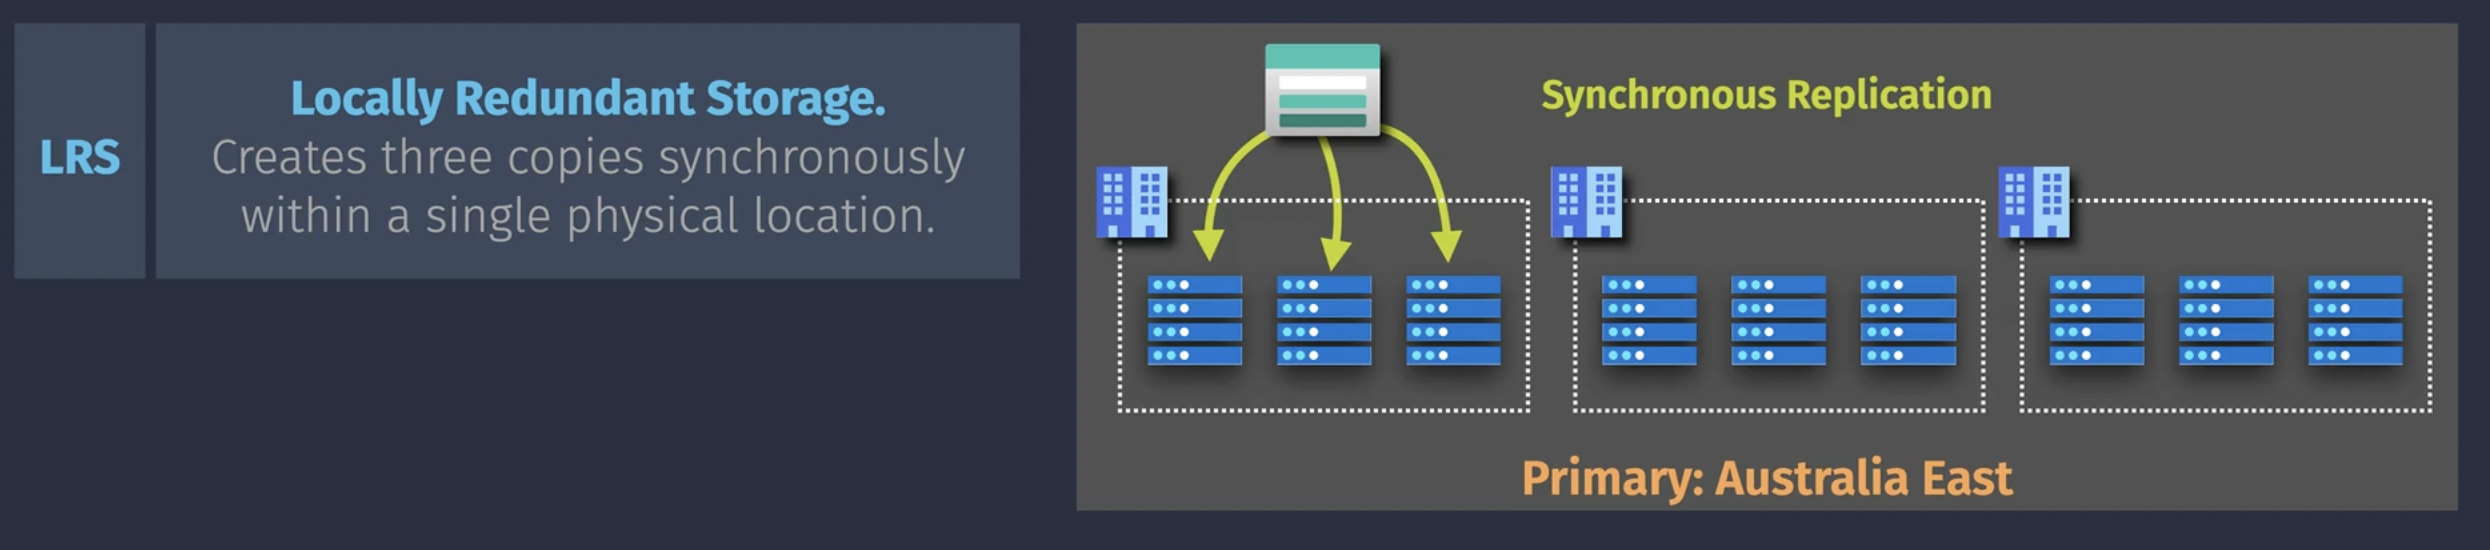 LRS
Locally Redundant Storage.
Creates three copies synchronously
within a single physical location.
Synchronous Replication
Primary: Australia East